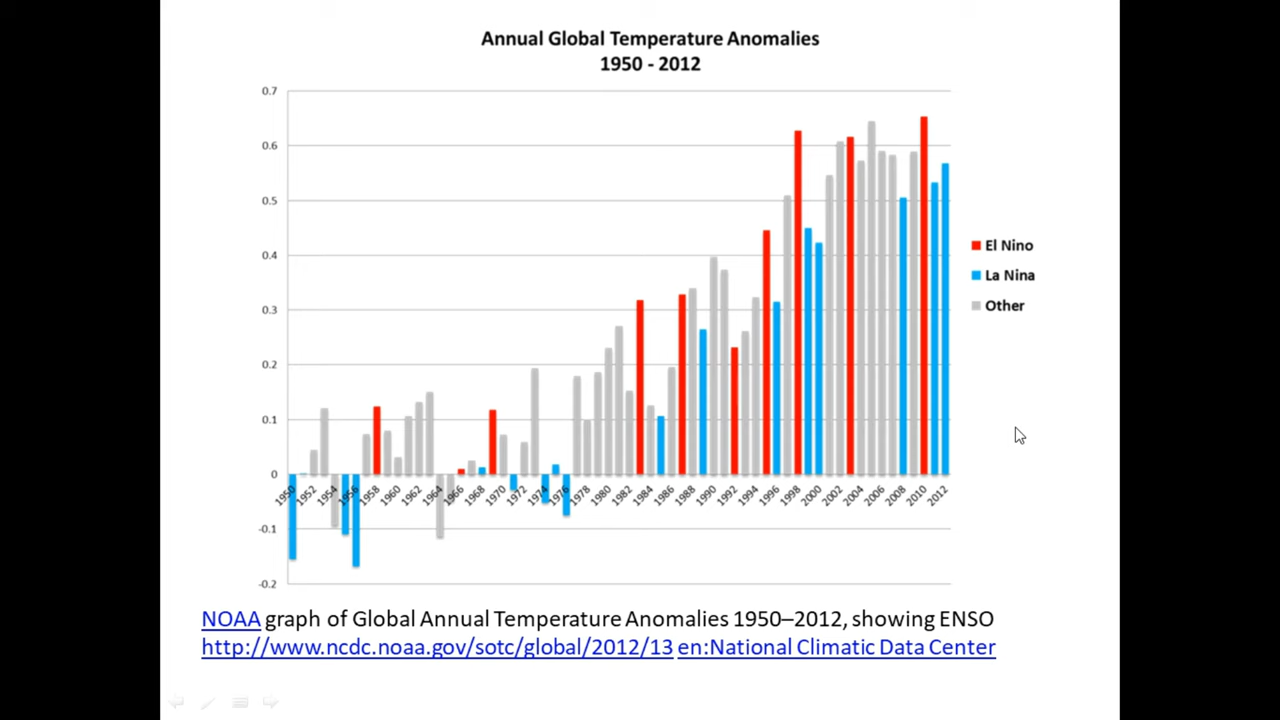 Annual Global Temperature Anomalies
1950 - 2012
0.7
0.6
0.5
0.4
0.3
0.2
0.1
0
-0.1
-0.2
1950 1952 1954 1956 1958 1960 1962 1964 1966 1968 1970 1972 1974 1976 1978 1980 1982 1984 1986 1988 1990 1992 1994 1996 1998 2000 2002 2004 2006 2008 2010 2012
El Nino
La Nina
Other
NOAA graph of Global Annual Temperature Anomalies 1950–2012, showing ENSO
http://www.ncdc.noaa.gov/sotc/global/2012/13 en:National Climatic Data Center